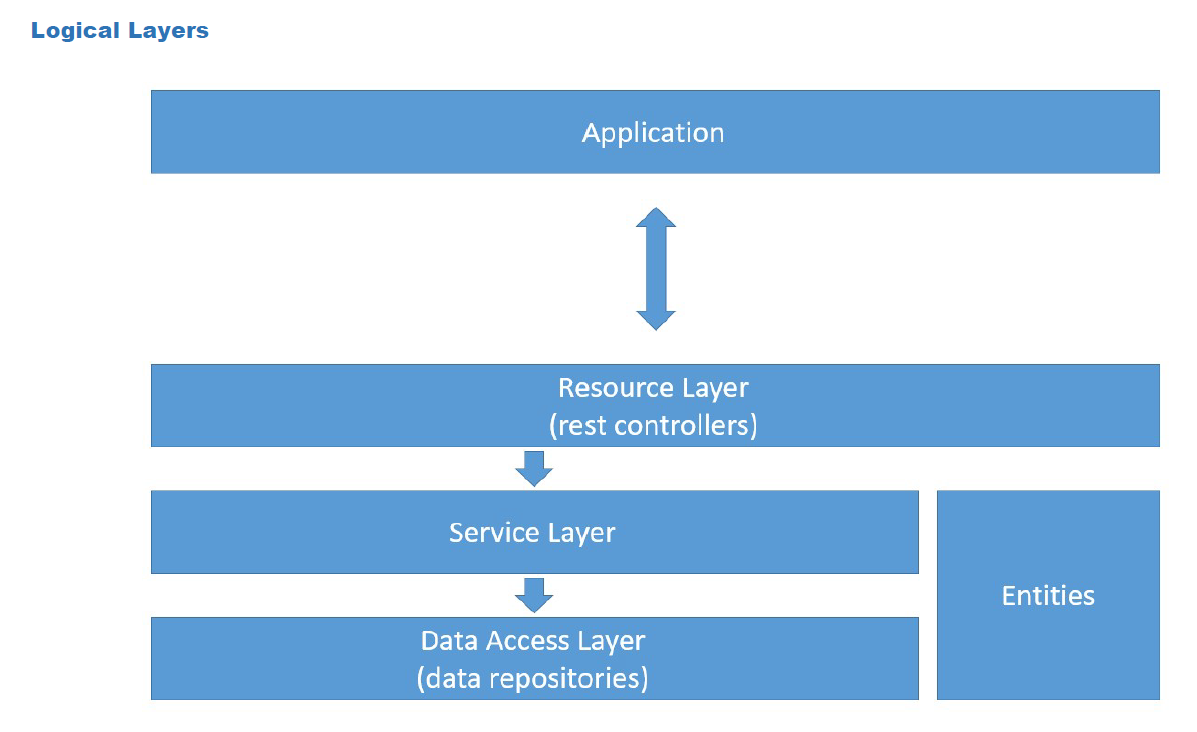 Logical Layers
Application
Resource Layer
(rest controllers)
Service Layer
Entities
Data Access Layer
(data repositories)